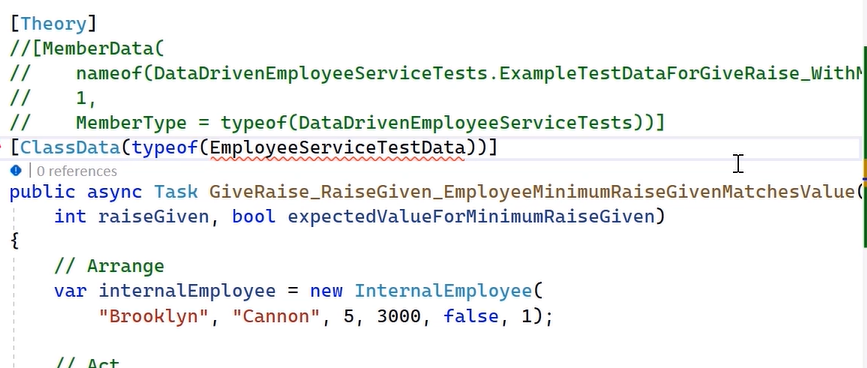 [Theory]
//[MemberData(
//    nameof(DataDrivenEmployeeServiceTests.ExampleTestDataForGiveRaise_With
//    1,
//    MemberType = typeof(DataDrivenEmployeeServiceTests))]
[ClassData(typeof(EmployeeServiceTestData))]
| 0 references
public async Task GiveRaise_RaiseGiven_EmployeeMinimumRaiseGivenMatchesValue(
    int raiseGiven, bool expectedValueForMinimumRaiseGiven)
{
    // Arrange
    var internalEmployee = new InternalEmployee(
        "Brooklyn", "Cannon", 5, 3000, false, 1);
    // Act